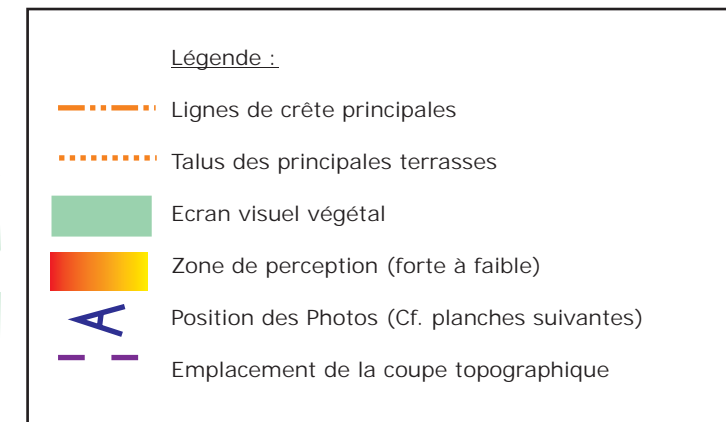 Légende :
Lignes de crête principales
Talus des principales terrasses
Ecran visuel végétal
Zone de perception (forte à faible)
Position des Photos (Cf. planches suivantes)
Emplacement de la coupe topographique